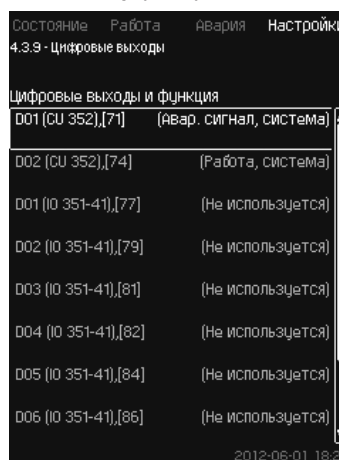 Состояние Работа Авария Настройки
4.3.9 - Цифровые выходы
Цифровые выходы и функция
DO1 (CU 352),[71] (Авар. сигнал, система)
DO2 (CU 352),[74] (Работа, система)
DO1 (IO 351-41),[77] (Не используется)
DO2 (IO 351-41),[79] (Не используется)
DO3 (IO 351-41),[81] (Не используется)
DO4 (IO 351-41),[82] (Не используется)
DO5 (IO 351-41),[84] (Не используется)
DO6 (IO 351-41),[86] (Не используется)
2012-06-01 18:2